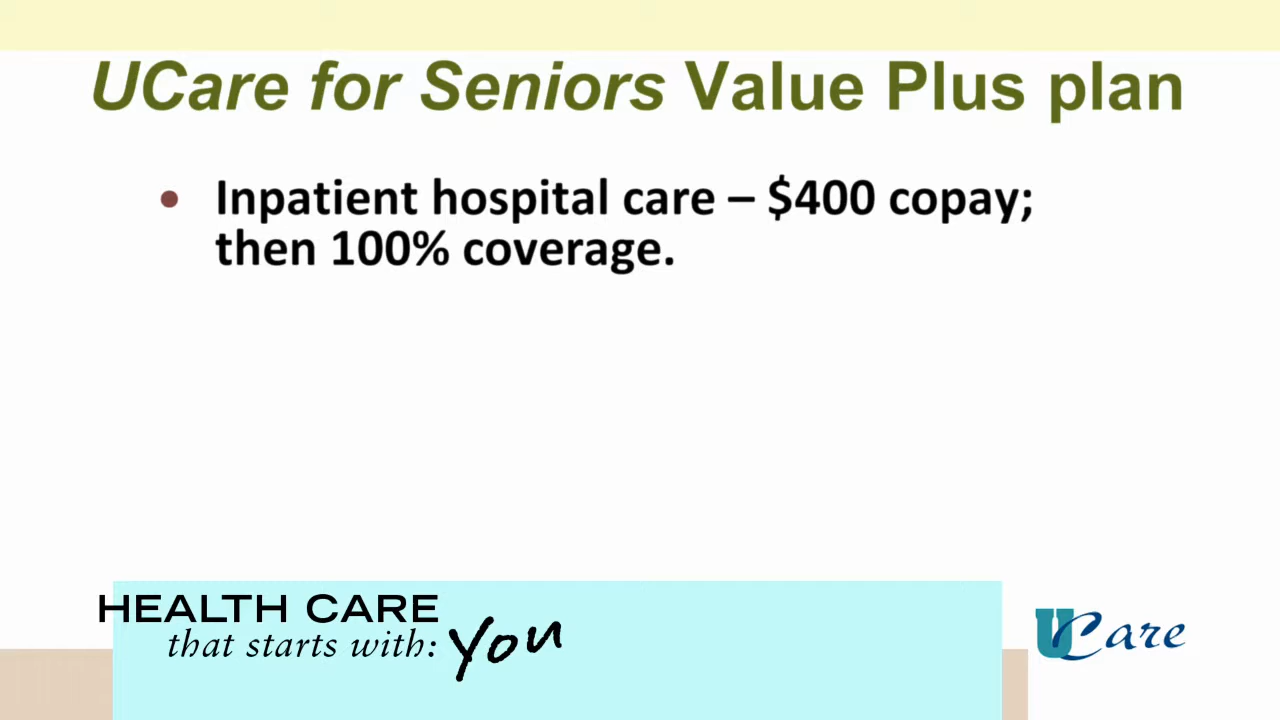 UCare for Seniors Value Plus plan
• Inpatient hospital care – $400 copay;
then 100% coverage.
HEALTH CARE
that starts with: You
UCare